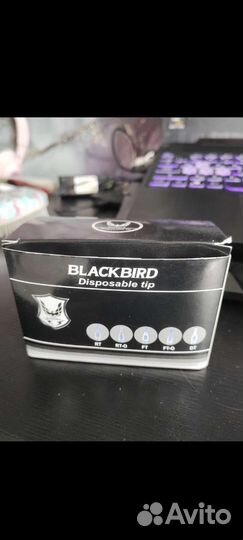 BLACKBIRD
Disposable tip
RT RT-D FT FT-D DT
Avito